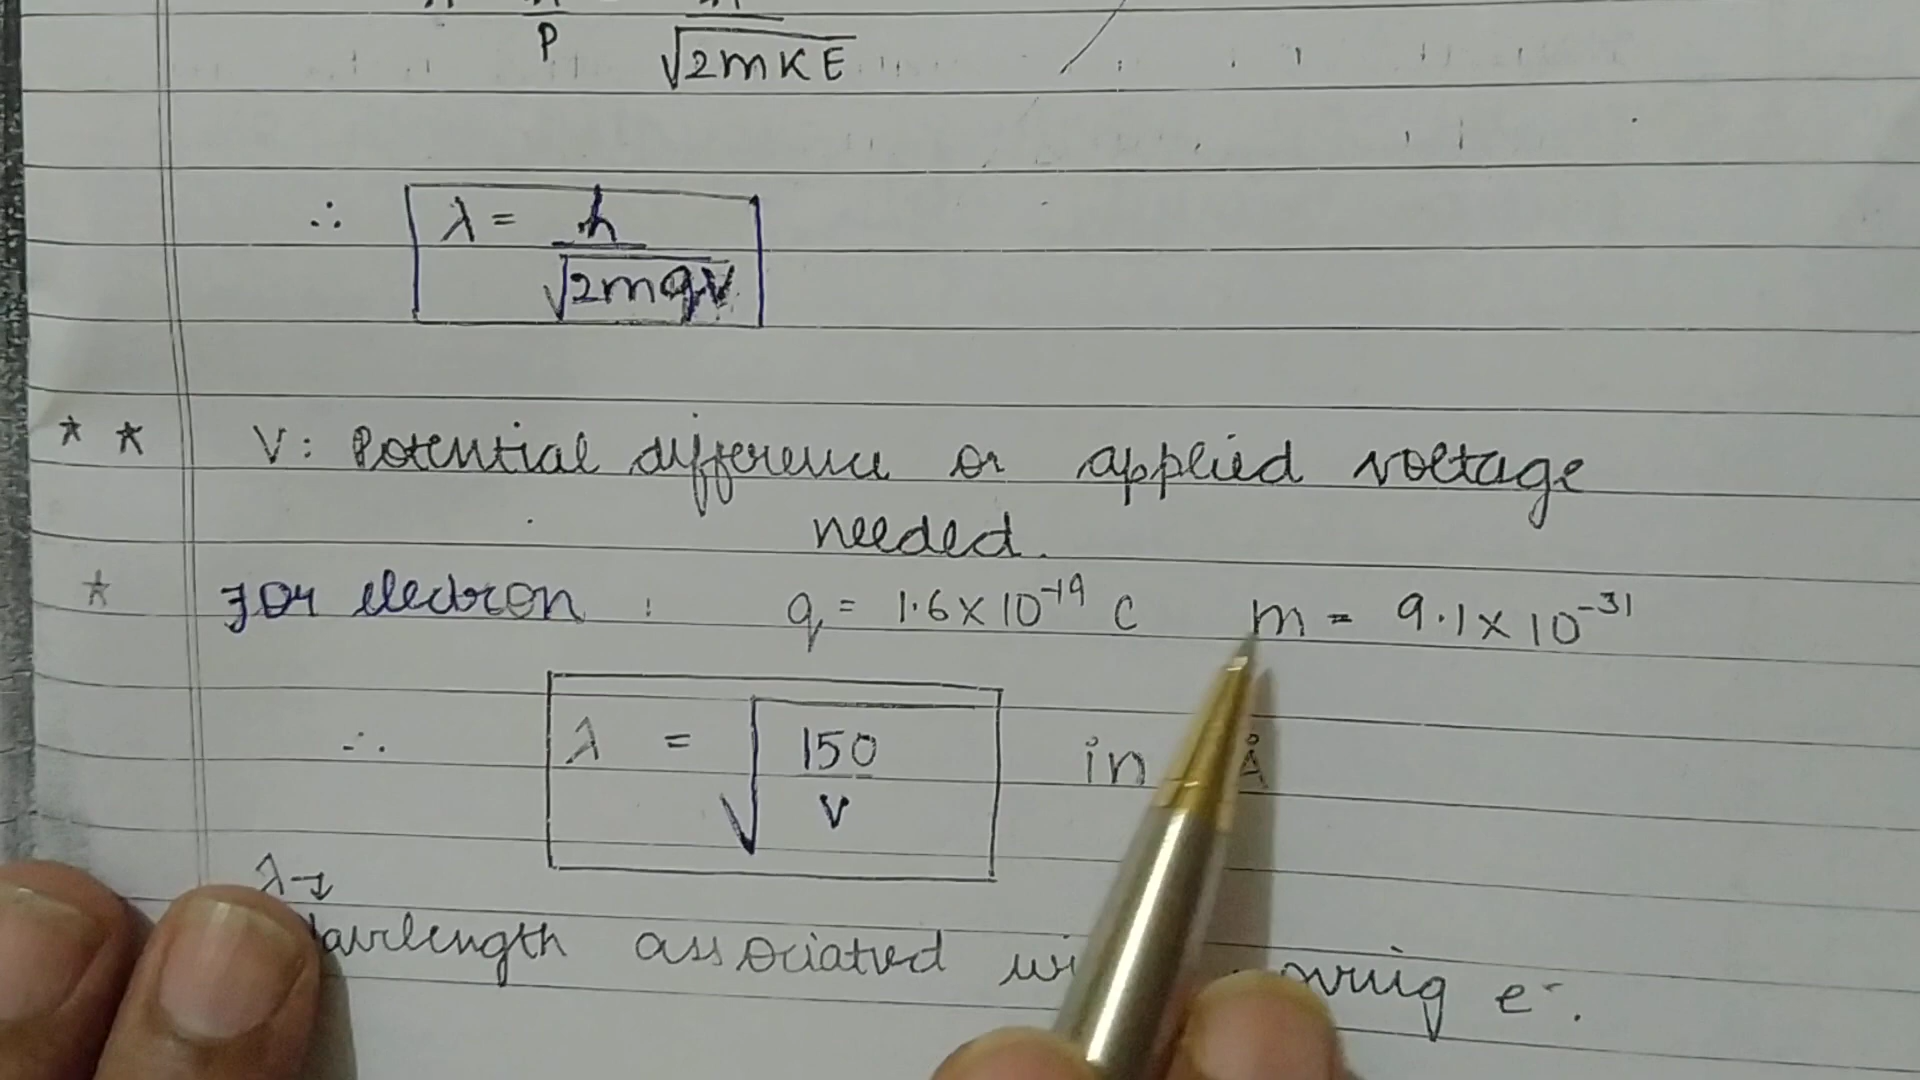 P √2mKE
∴ λ = h / √2mqV
** V: Potential difference or applied voltage
needed.
* For electron : q = 1.6 × 10⁻¹⁹ C m = 9.1 × 10⁻³¹
∴ λ = √150/V in Å
λ→
Wavelength associated e⁻.